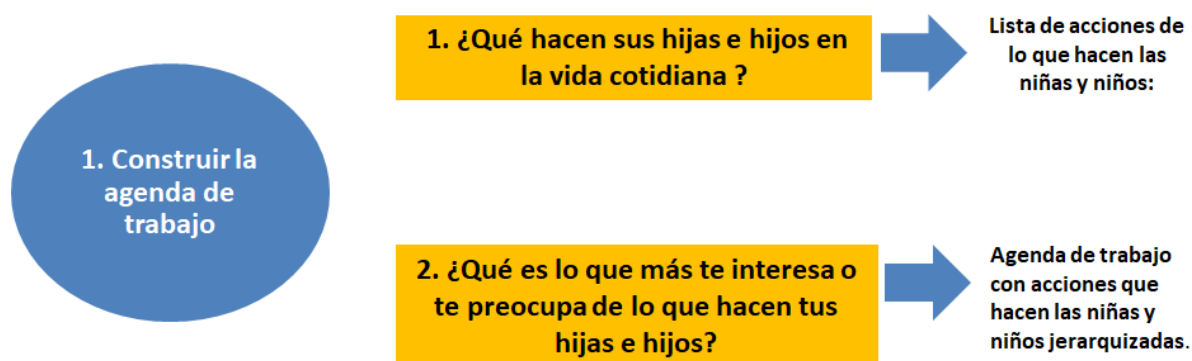 1. Construir la
agenda de
trabajo
1. ¿Qué hacen sus hijas e hijos en
la vida cotidiana ?
Lista de acciones de
lo que hacen las
niñas y niños:
2. ¿Qué es lo que más te interesa o
te preocupa de lo que hacen tus
hijas e hijos?
Agenda de trabajo
con acciones que
hacen las niñas y
niños jerarquizadas.